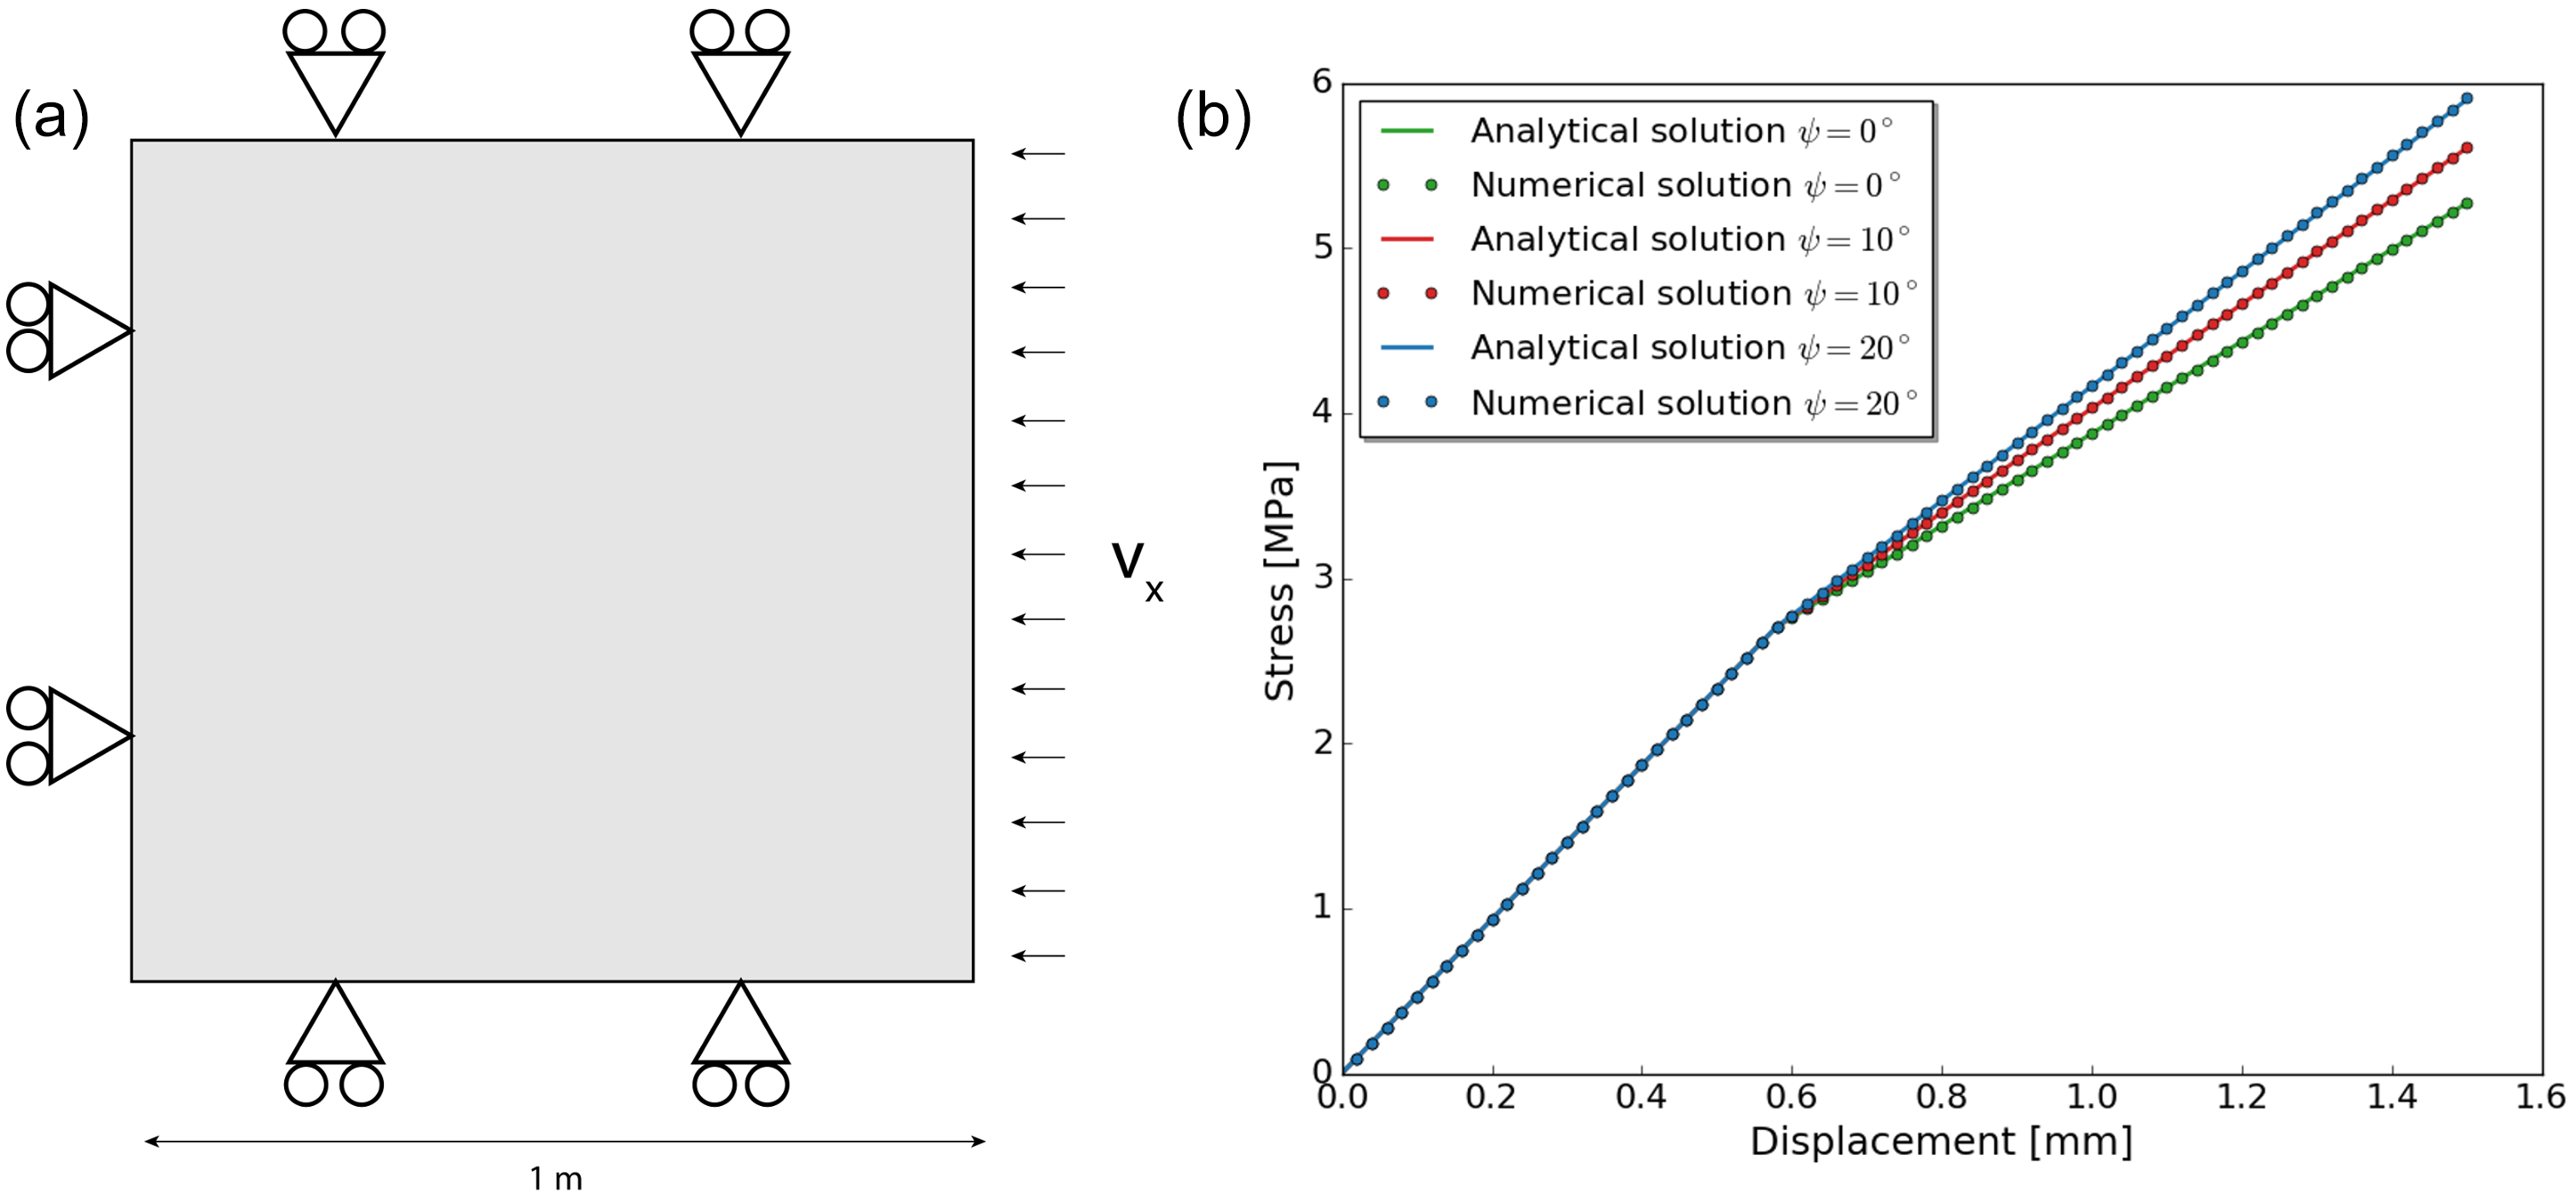 (a)
v_x
1 m
(b)
Analytical solution ψ = 0°
Numerical solution ψ = 0°
Analytical solution ψ = 10°
Numerical solution ψ = 10°
Analytical solution ψ = 20°
Numerical solution ψ = 20°
Stress [MPa]
6
5
4
3
2
1
0
0.0 0.2 0.4 0.6 0.8 1.0 1.2 1.4 1.6
Displacement [mm]